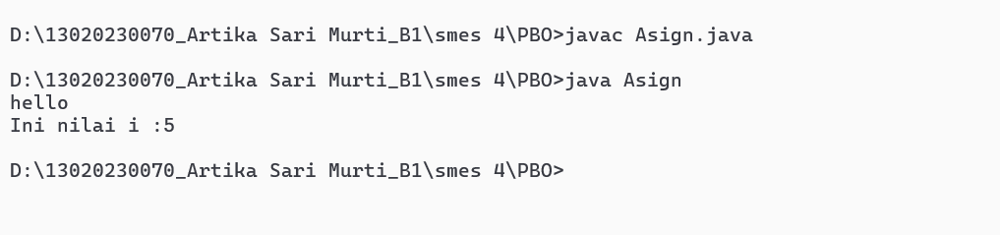 D:\13020230070_Artika Sari Murti_B1\smes 4\PBO>javac Asign.java
D:\13020230070_Artika Sari Murti_B1\smes 4\PBO>java Asign
hello
Ini nilai i :5
D:\13020230070_Artika Sari Murti_B1\smes 4\PBO>